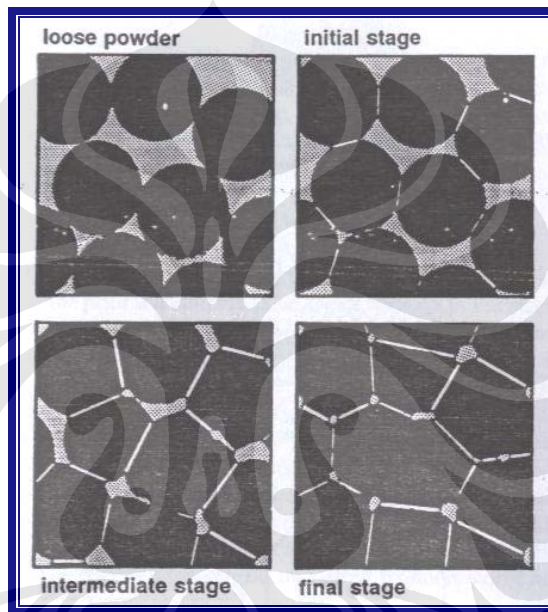 loose powder
initial stage
intermediate stage
final stage